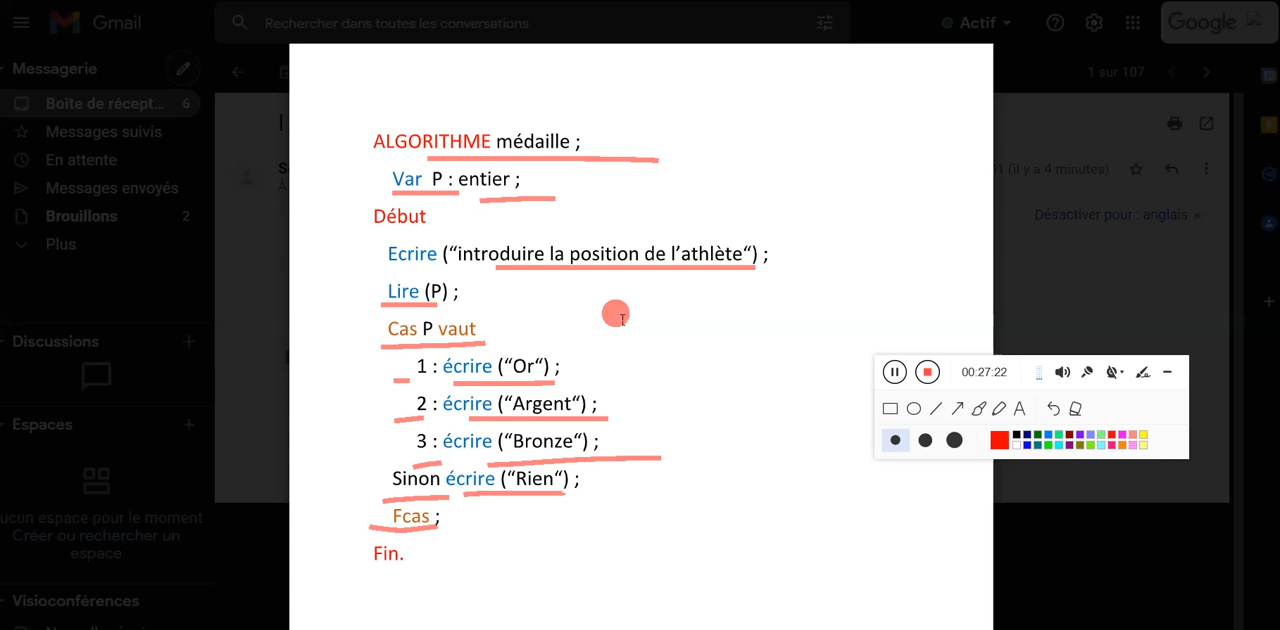 Gmail
Rechercher dans toutes les conversations
Actif
Google
Messagerie
1 sur 107
Boîte de récept... 6
Messages suivis
En attente
(il y a 4 minutes)
Messages envoyés
Brouillons 2
Désactiver pour : anglais ×
Plus
ALGORITHME médaille ;
Var P : entier ;
Début
Ecrire (“introduire la position de l’athlète“) ;
Lire (P) ;
Cas P vaut
1 : écrire (“Or“) ;
2 : écrire (“Argent“) ;
3 : écrire (“Bronze“) ;
Sinon écrire (“Rien“) ;
Fcas ;
Fin.
Discussions
00:27:22
A
Espaces
ucun espace pour le moment
Créer ou rechercher un
espace
Visioconférences